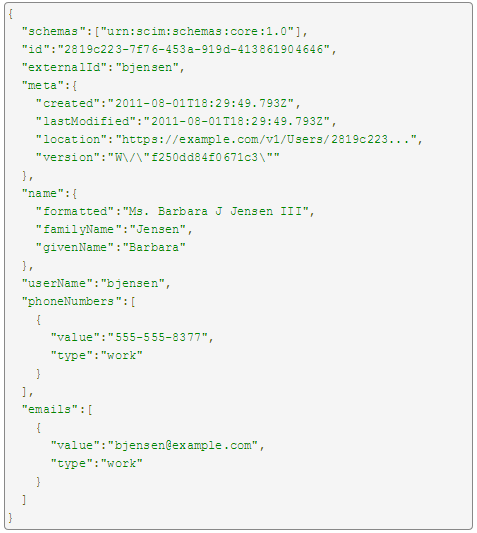 {
  "schemas":["urn:scim:schemas:core:1.0"],
  "id":"2819c223-7f76-453a-919d-413861904646",
  "externalId":"bjensen",
  "meta":{
    "created":"2011-08-01T18:29:49.793Z",
    "lastModified":"2011-08-01T18:29:49.793Z",
    "location":"https://example.com/v1/Users/2819c223...",
    "version":"W\/\"f250dd84f0671c3\""
  },
  "name":{
    "formatted":"Ms. Barbara J Jensen III",
    "familyName":"Jensen",
    "givenName":"Barbara"
  },
  "userName":"bjensen",
  "phoneNumbers":[
    {
      "value":"555-555-8377",
      "type":"work"
    }
  ],
  "emails":[
    {
      "value":"bjensen@example.com",
      "type":"work"
    }
  ]
}